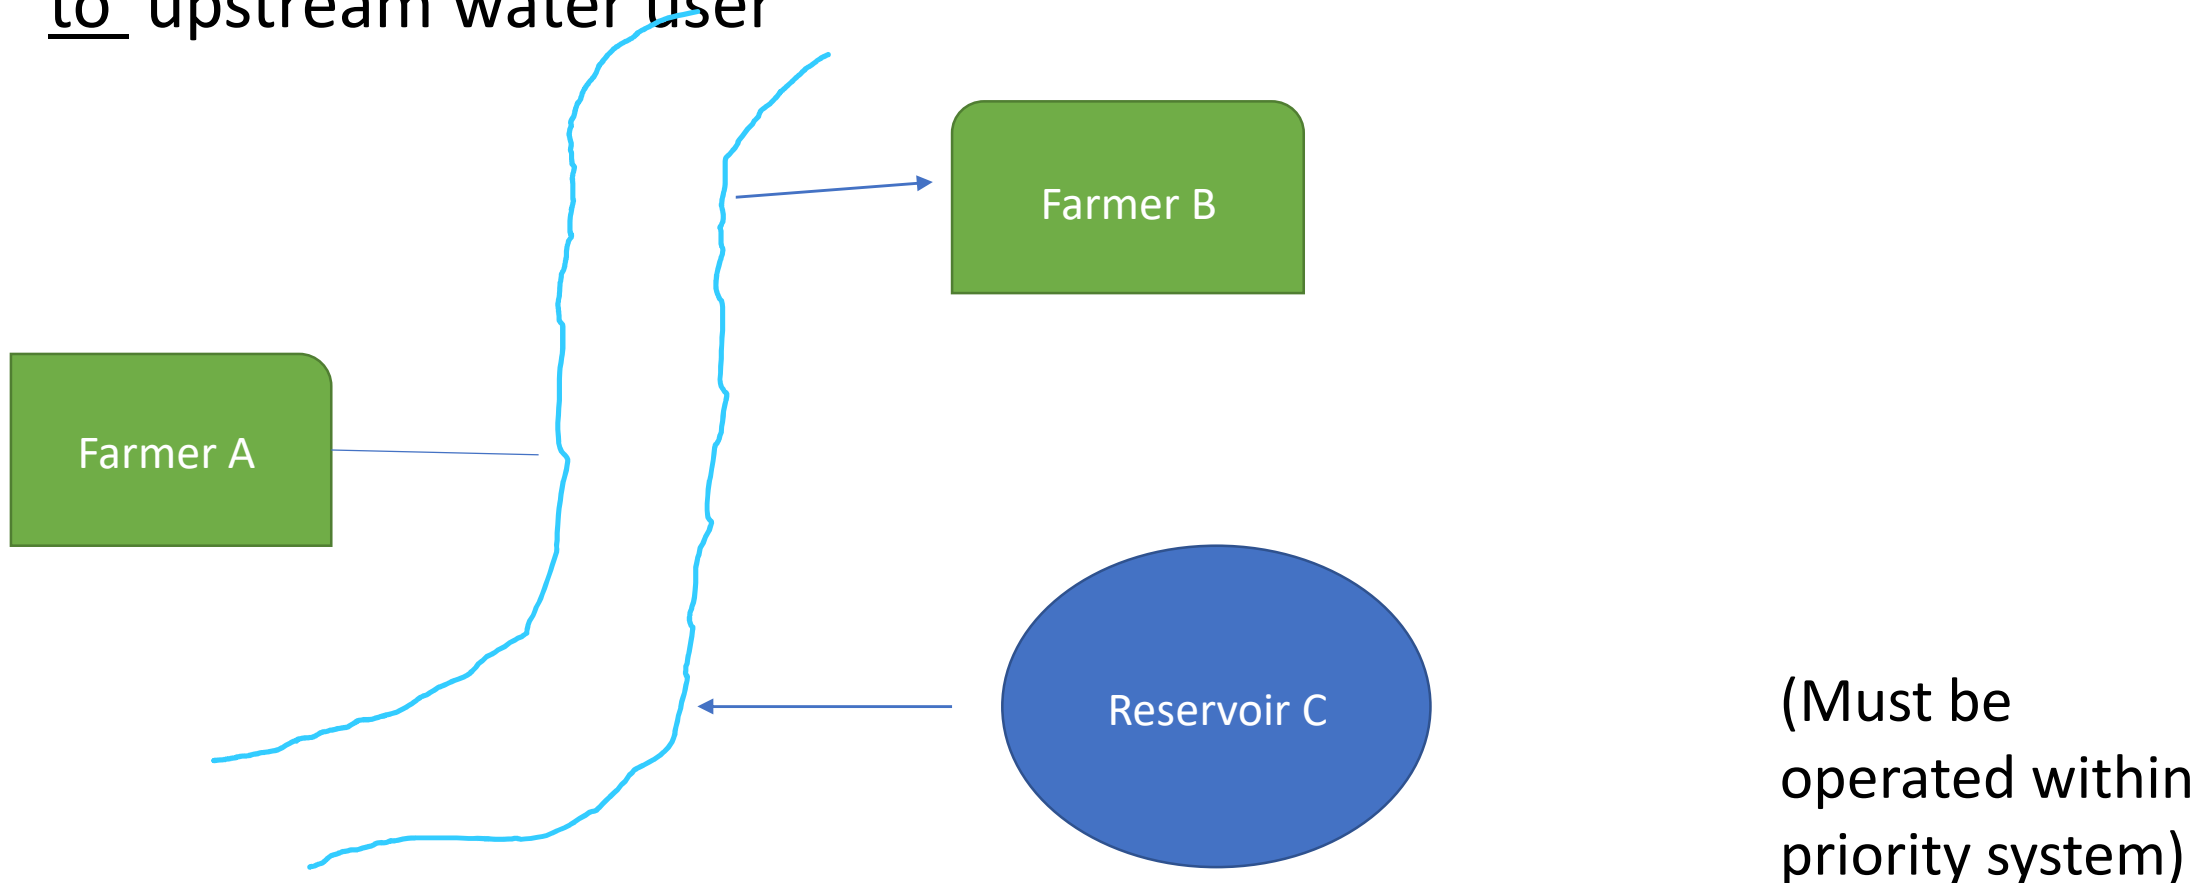 to upstream water user
Farmer B
Farmer A
Reservoir C
(Must be
operated within
priority system)